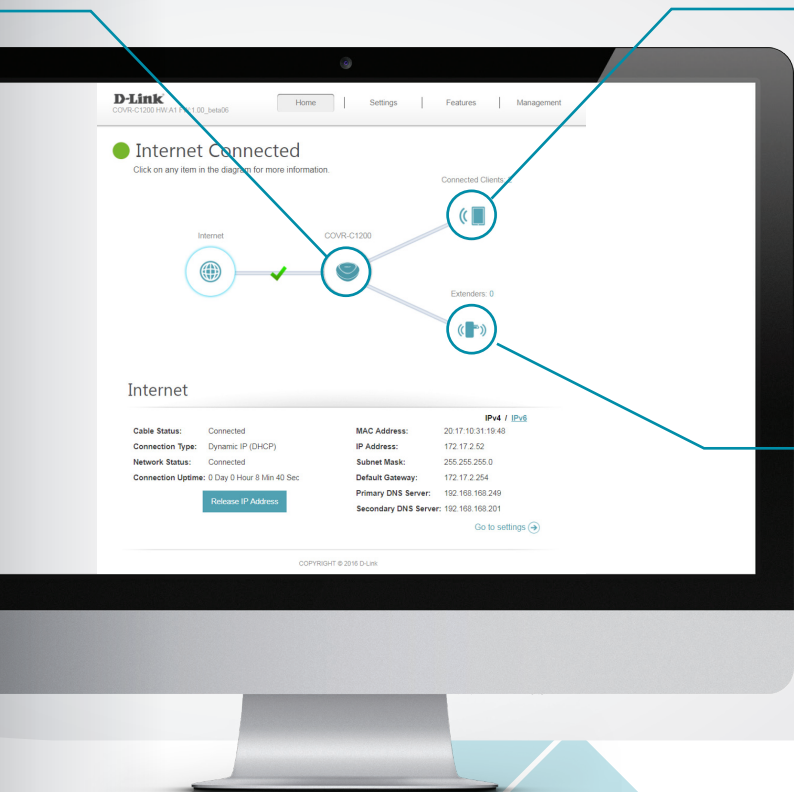 D-Link
COVR-C1200 HW:A1 FW:1.00_beta06
Home | Settings | Features | Management
Internet Connected
Click on any item in the diagram for more information.
Connected Clients:
Internet
COVR-C1200
Extenders: 0
Internet
IPv4 / IPv6
Cable Status: Connected
MAC Address: 20:17:10:31:19:48
Connection Type: Dynamic IP (DHCP)
IP Address: 172.17.2.52
Network Status: Connected
Subnet Mask: 255.255.255.0
Connection Uptime: 0 Day 0 Hour 8 Min 40 Sec
Default Gateway: 172.17.2.254
Release IP Address
Primary DNS Server: 192.168.168.249
Secondary DNS Server: 192.168.168.201
Go to settings
COPYRIGHT © 2016 D-Link